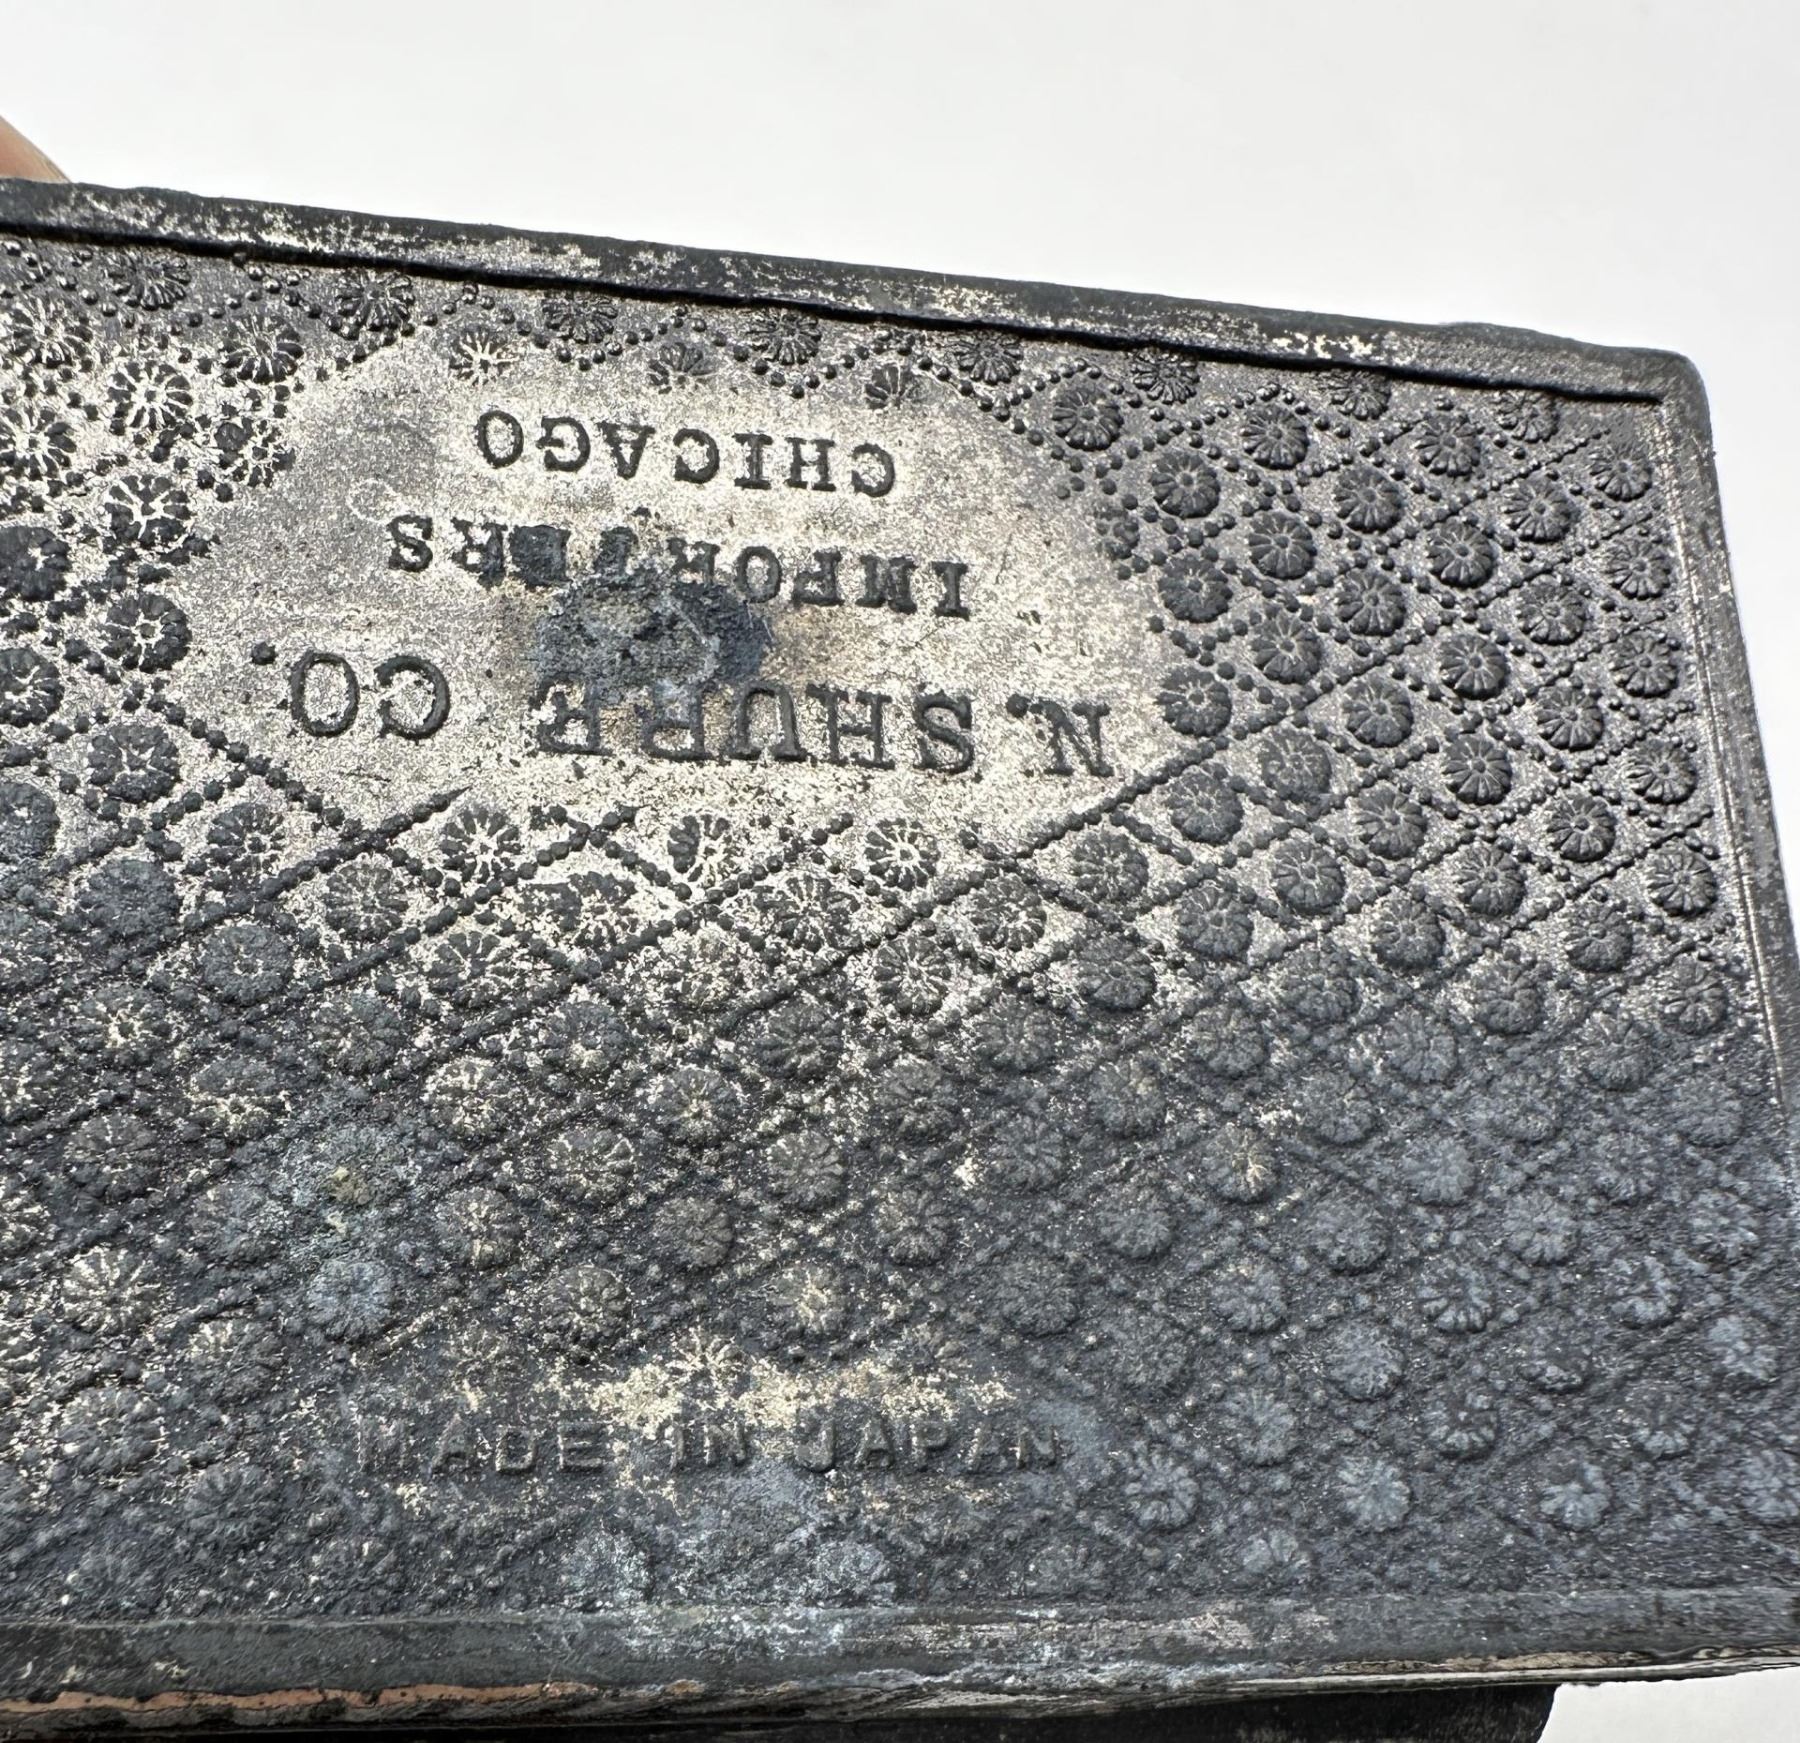 N. SHURE CO.
IMPORTERS
CHICAGO
MADE IN JAPAN